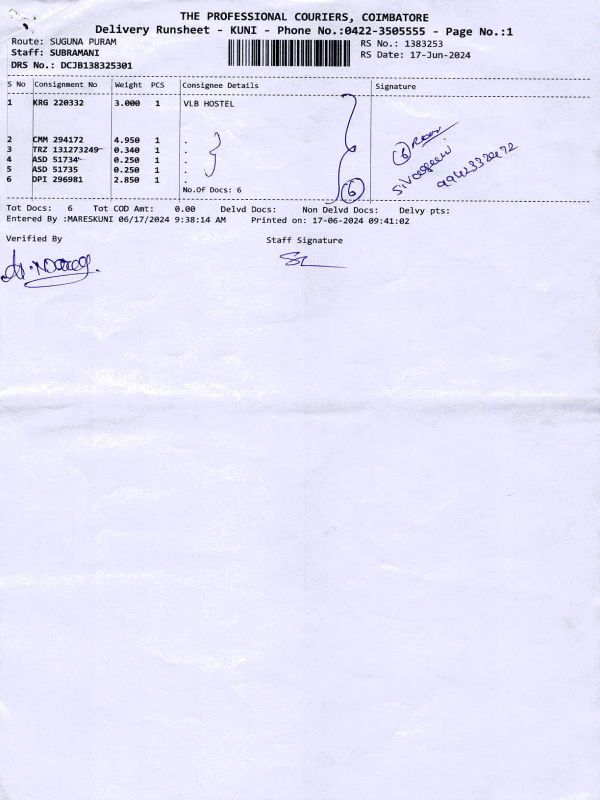 THE PROFESSIONAL COURIERS, COIMBATORE
Delivery Runsheet - KUNI - Phone No.:0422-3505555 - Page No.:1
Route: SUGUNA PURAM
RS No.: 1383253
Staff: SUBRAMANI
RS Date: 17-Jun-2024
DRS No.: DCJB138325301
S No Consignment No Weight PCS Consignee Details Signature
1 KRG 220332 3.000 1 VLB HOSTEL
2 CMM 294172 4.950 1 .
3 TRZ 131273249 0.340 1 .
4 ASD 51734 0.250 1 .
5 ASD 51735 0.250 1 .
6 DPI 296981 2.850 1 .
No.Of Docs: 6
6
6
Tot Docs: 6 Tot COD Amt: 0.00 Delvd Docs: Non Delvd Docs: Delvy pts:
Entered By :MARESKUNI 06/17/2024 9:38:14 AM Printed on: 17-06-2024 09:41:02
Verified By Staff Signature